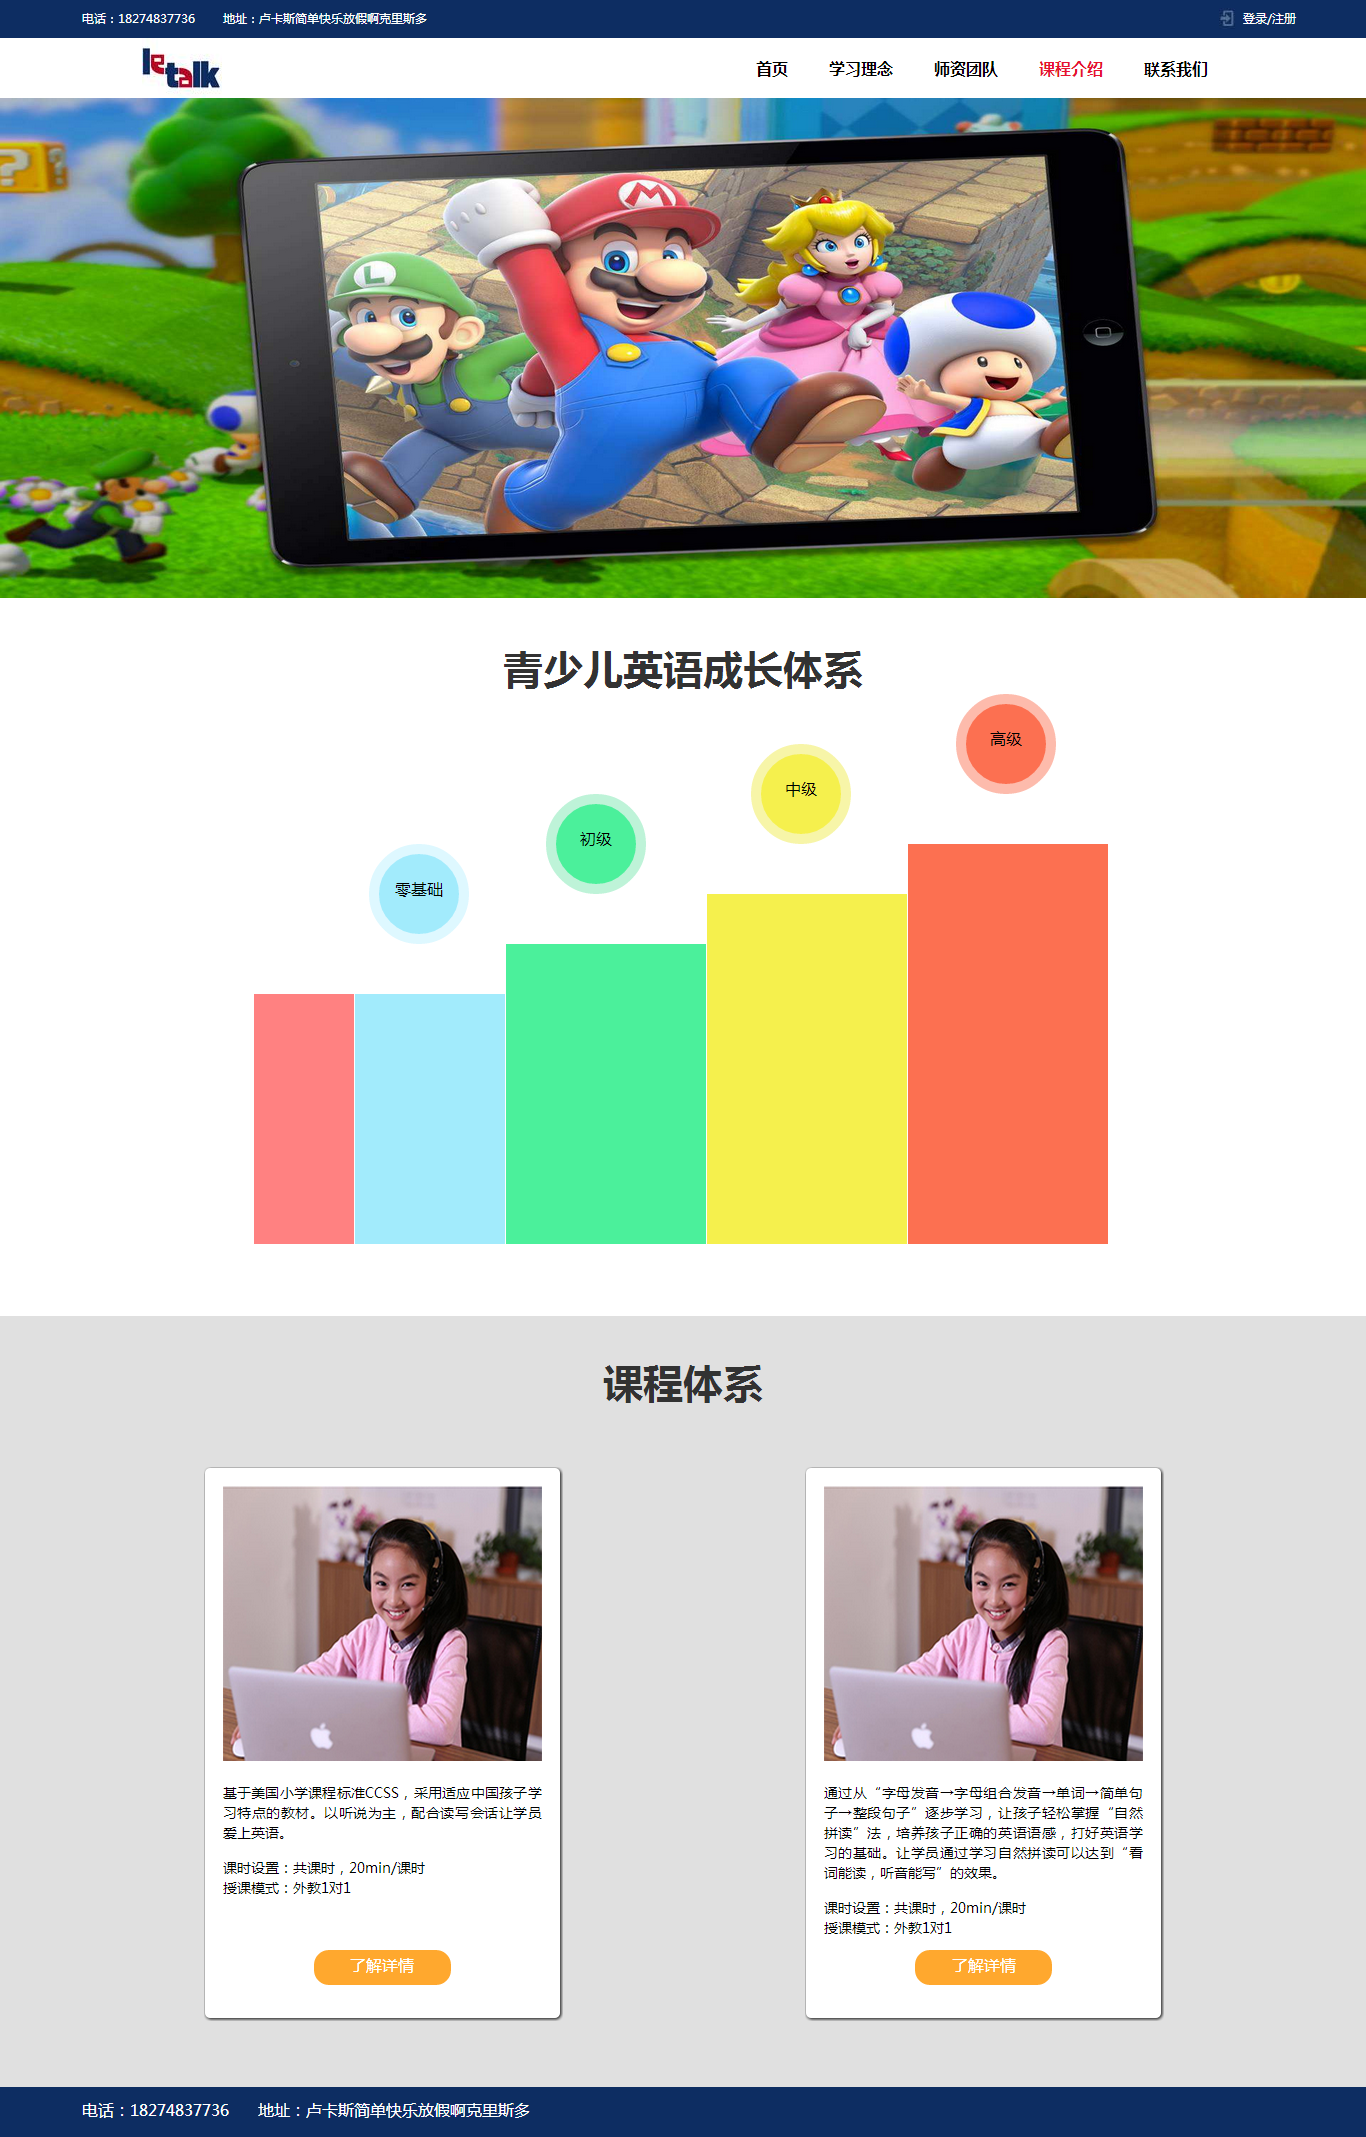 电话：18274837736 地址：卢卡斯简单快乐放假啊克里斯多 登录/注册
letalk 首页 学习理念 师资团队 课程介绍 联系我们
青少儿英语成长体系
高级
中级
初级
零基础
课程体系
基于美国小学课程标准CCSS，采用适应中国孩子学
习特点的教材。以听说为主，配合读写会话让学员
爱上英语。
课时设置：共课时，20min/课时
授课模式：外教1对1
了解详情
通过从“字母发音→字母组合发音→单词→简单句
子→整段句子”逐步学习，让孩子轻松掌握“自然
拼读”法，培养孩子正确的英语语感，打好英语学
习的基础。让学员通过学习自然拼读可以达到“看
词能读，听音能写”的效果。
课时设置：共课时，20min/课时
授课模式：外教1对1
了解详情
电话：18274837736 地址：卢卡斯简单快乐放假啊克里斯多